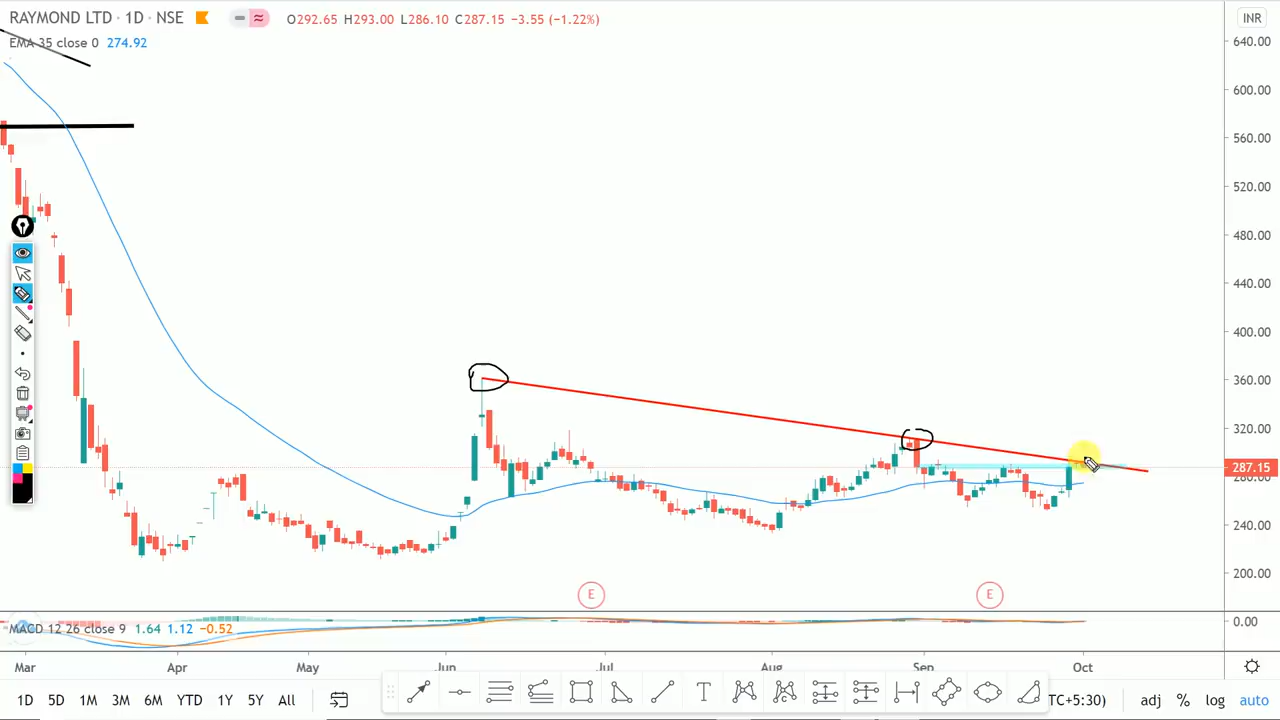 RAYMOND LTD · 1D · NSE O292.65 H293.00 L286.10 C287.15 −3.55 (−1.22%) INR
EMA 35 close 0 274.92
640.00
600.00
560.00
520.00
480.00
440.00
400.00
360.00
320.00
287.15
280.00
240.00
200.00
E E
MACD 12 26 close 9 1.64 1.12 −0.52 0.00
Mar Apr May Jun Jul Aug Sep Oct
1D 5D 1M 3M 6M YTD 1Y 5Y All T TC+5:30) adj % log auto